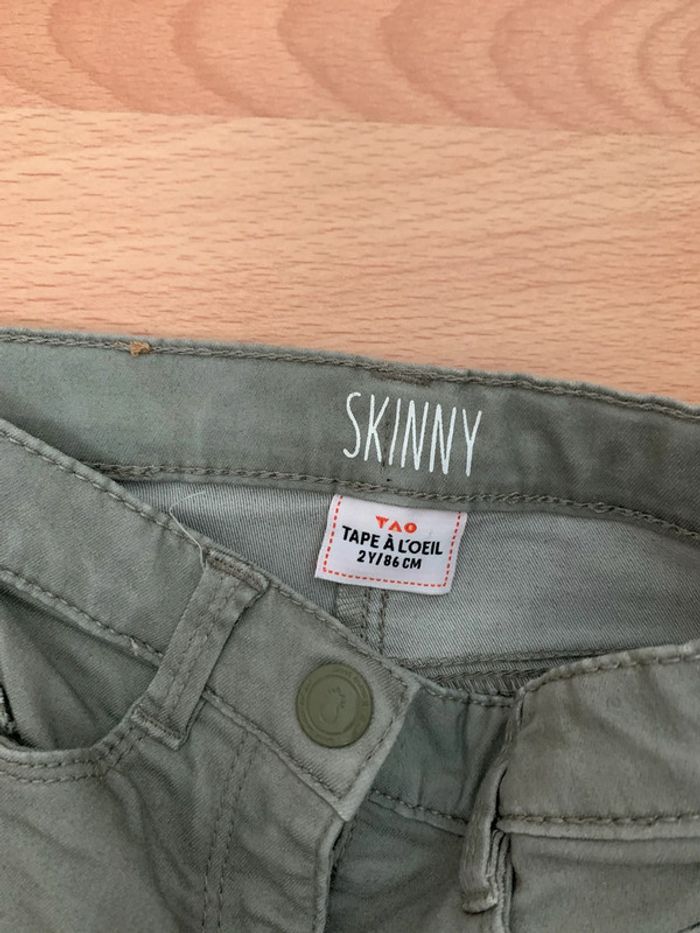 SKINNY
TAO
TAPE À L'OEIL
2Y/86 CM